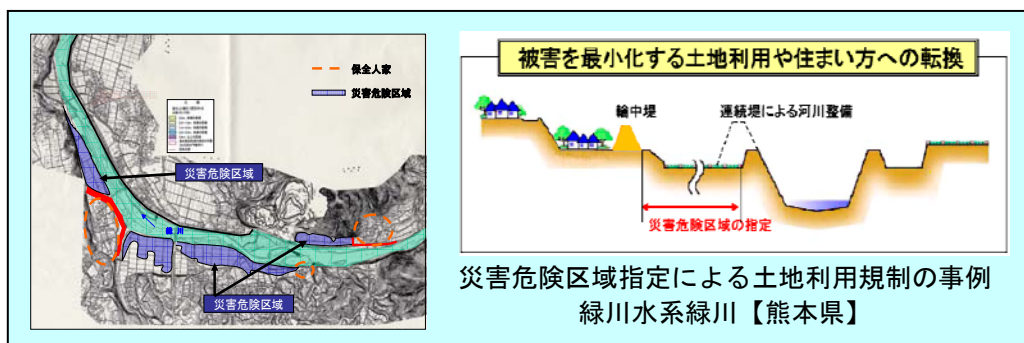 保全人家
災害危険区域
災害危険区域
緑川
災害危険区域
被害を最小化する土地利用や住まい方への転換
輪中堤
連続堤による河川整備
災害危険区域の指定
災害危険区域指定による土地利用規制の事例
緑川水系緑川【熊本県】